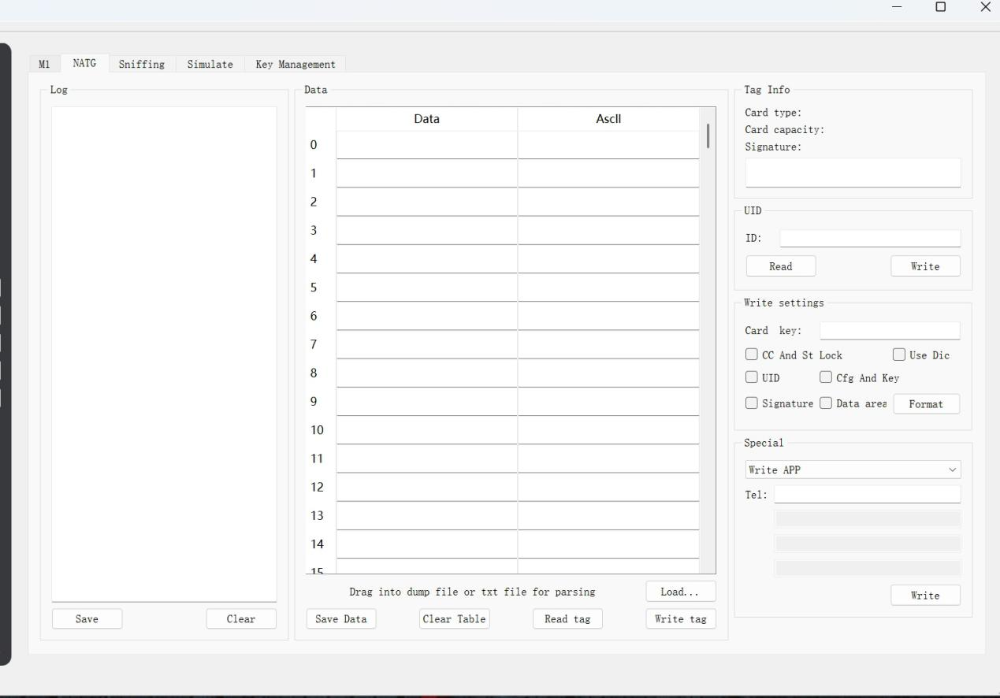 M1 NATG Sniffing Simulate Key Management
Log
Save Clear
Data
Data Ascll
0
1
2
3
4
5
6
7
8
9
10
11
12
13
14
15
Drag into dump file or txt file for parsing Load...
Save Data Clear Table Read tag Write tag
Tag Info
Card type:
Card capacity:
Signature:
UID
ID:
Read Write
Write settings
Card key:
CC And St Lock Use Dic
UID Cfg And Key
Signature Data area Format
Special
Write APP
Tel:
Write